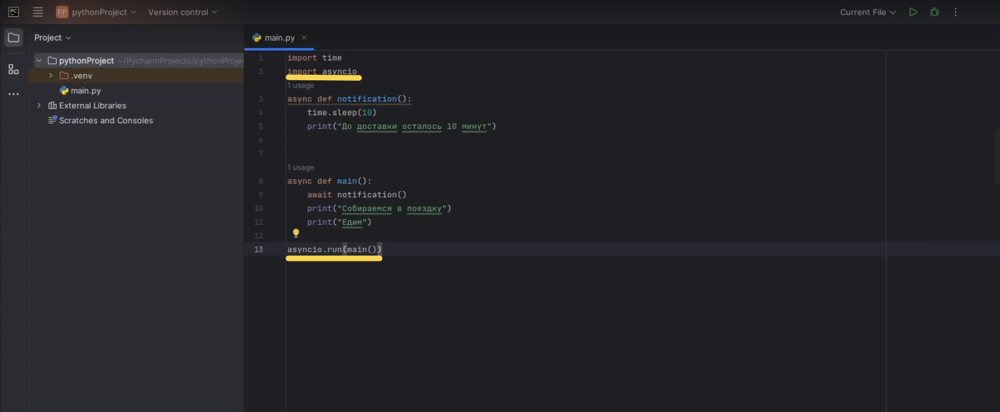 PC PP pythonProject Version control Current File
Project
pythonProject ~/PycharmProjects/pythonProjec
.venv
main.py
External Libraries
Scratches and Consoles
main.py
1 import time
2 import asyncio
1 usage
3 async def notification():
4 time.sleep(10)
5 print("До доставки осталось 10 минут")
6
7
1 usage
8 async def main():
9 await notification()
10 print("Собираемся в поездку")
11 print("Едим")
12
13 asyncio.run(main())